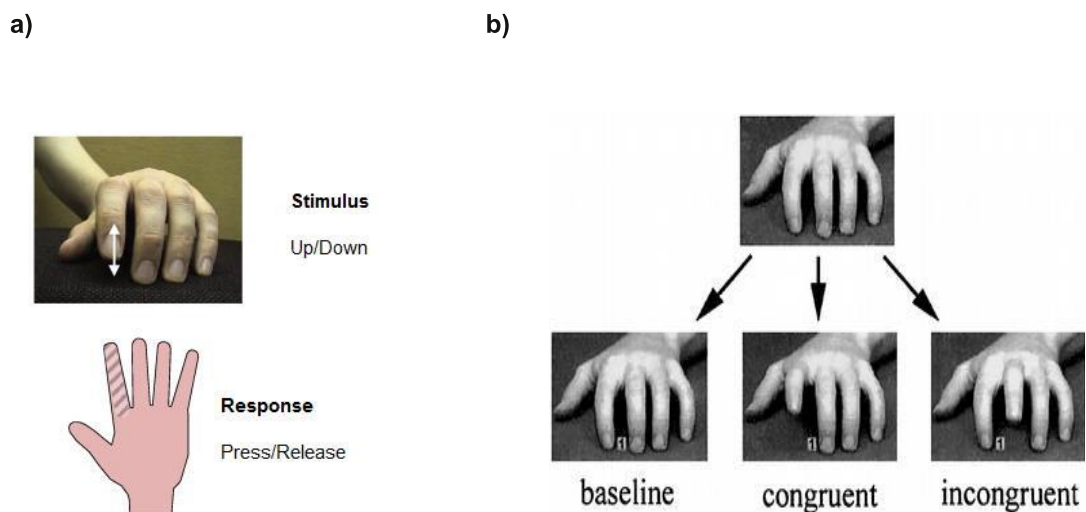 a)
b)
Stimulus
Up/Down
Response
Press/Release
1
1
1
baseline
congruent
incongruent